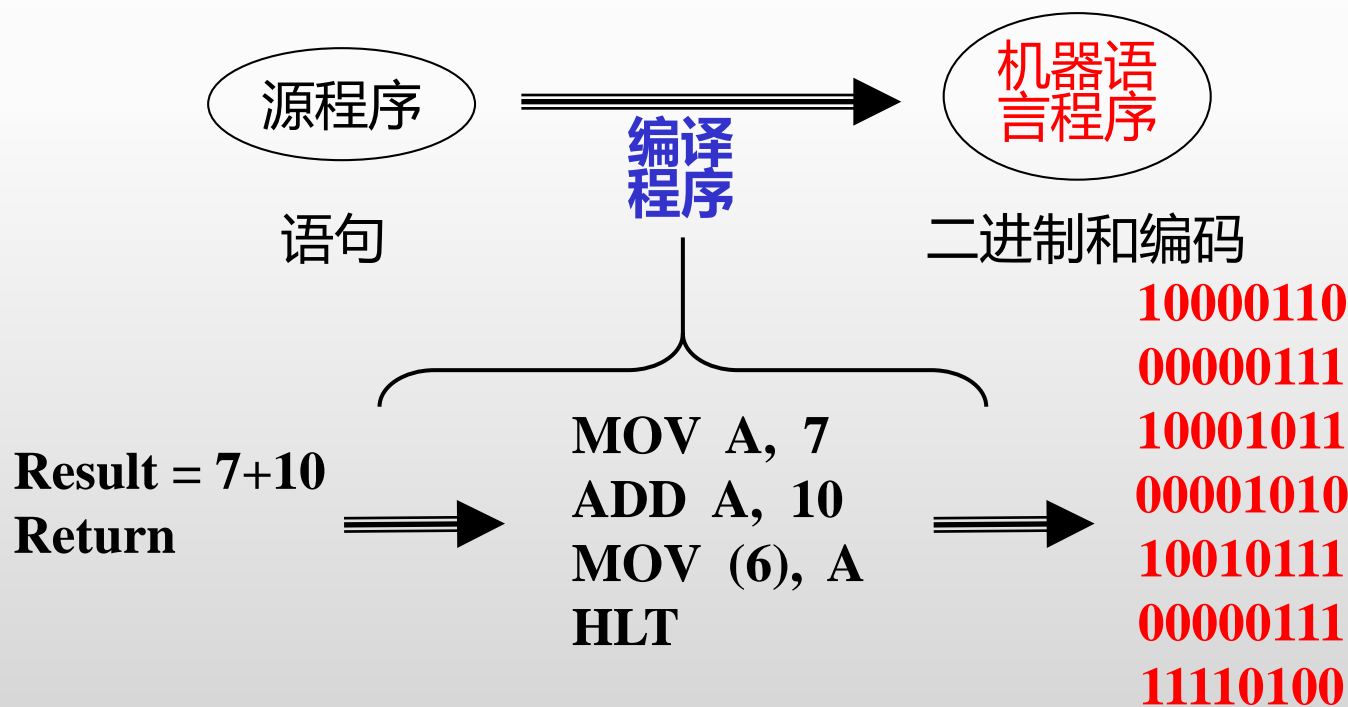 源程序
机器语
言程序
编译
程序
语句
二进制和编码
Result = 7+10
Return
MOV A, 7
ADD A, 10
MOV (6), A
HLT
10000110
00000111
10001011
00001010
10010111
00000111
11110100